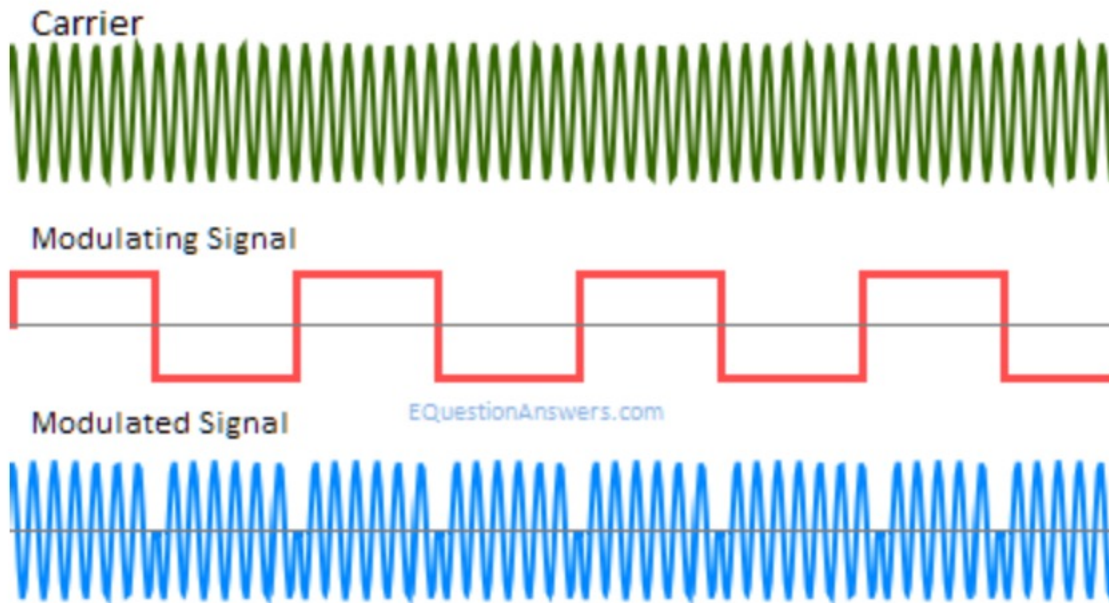 Carrier
Modulating Signal
EQuestionAnswers.com
Modulated Signal